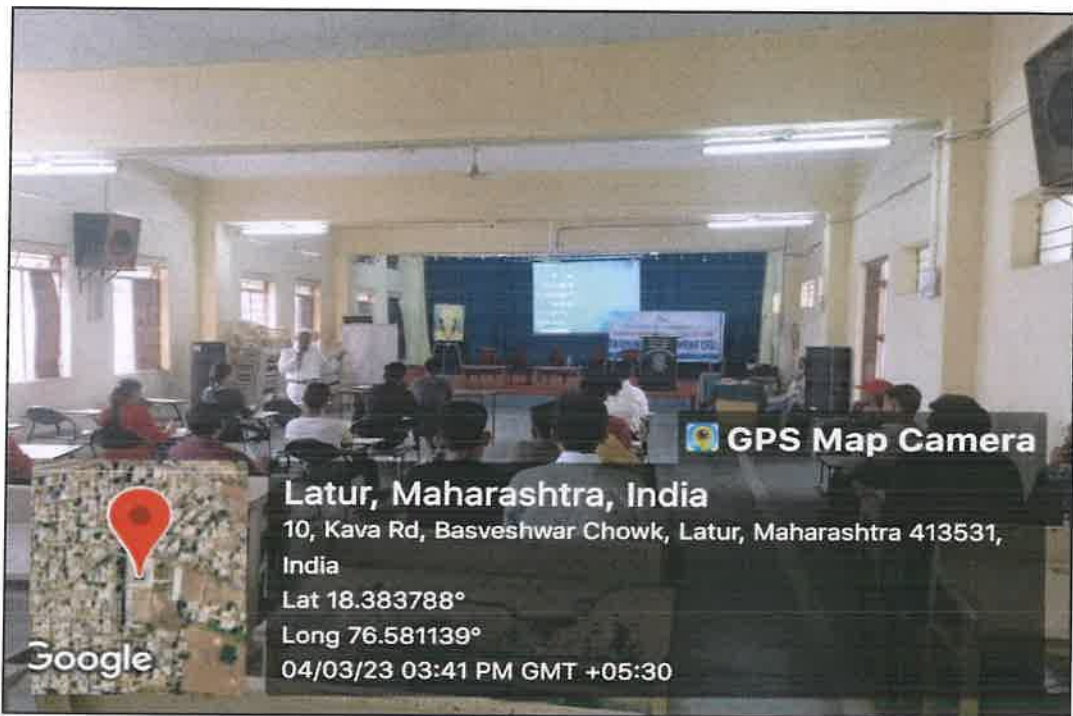 GPS Map Camera
Latur, Maharashtra, India
10, Kava Rd, Basveshwar Chowk, Latur, Maharashtra 413531,
India
Lat 18.383788°
Long 76.581139°
04/03/23 03:41 PM GMT +05:30
Google